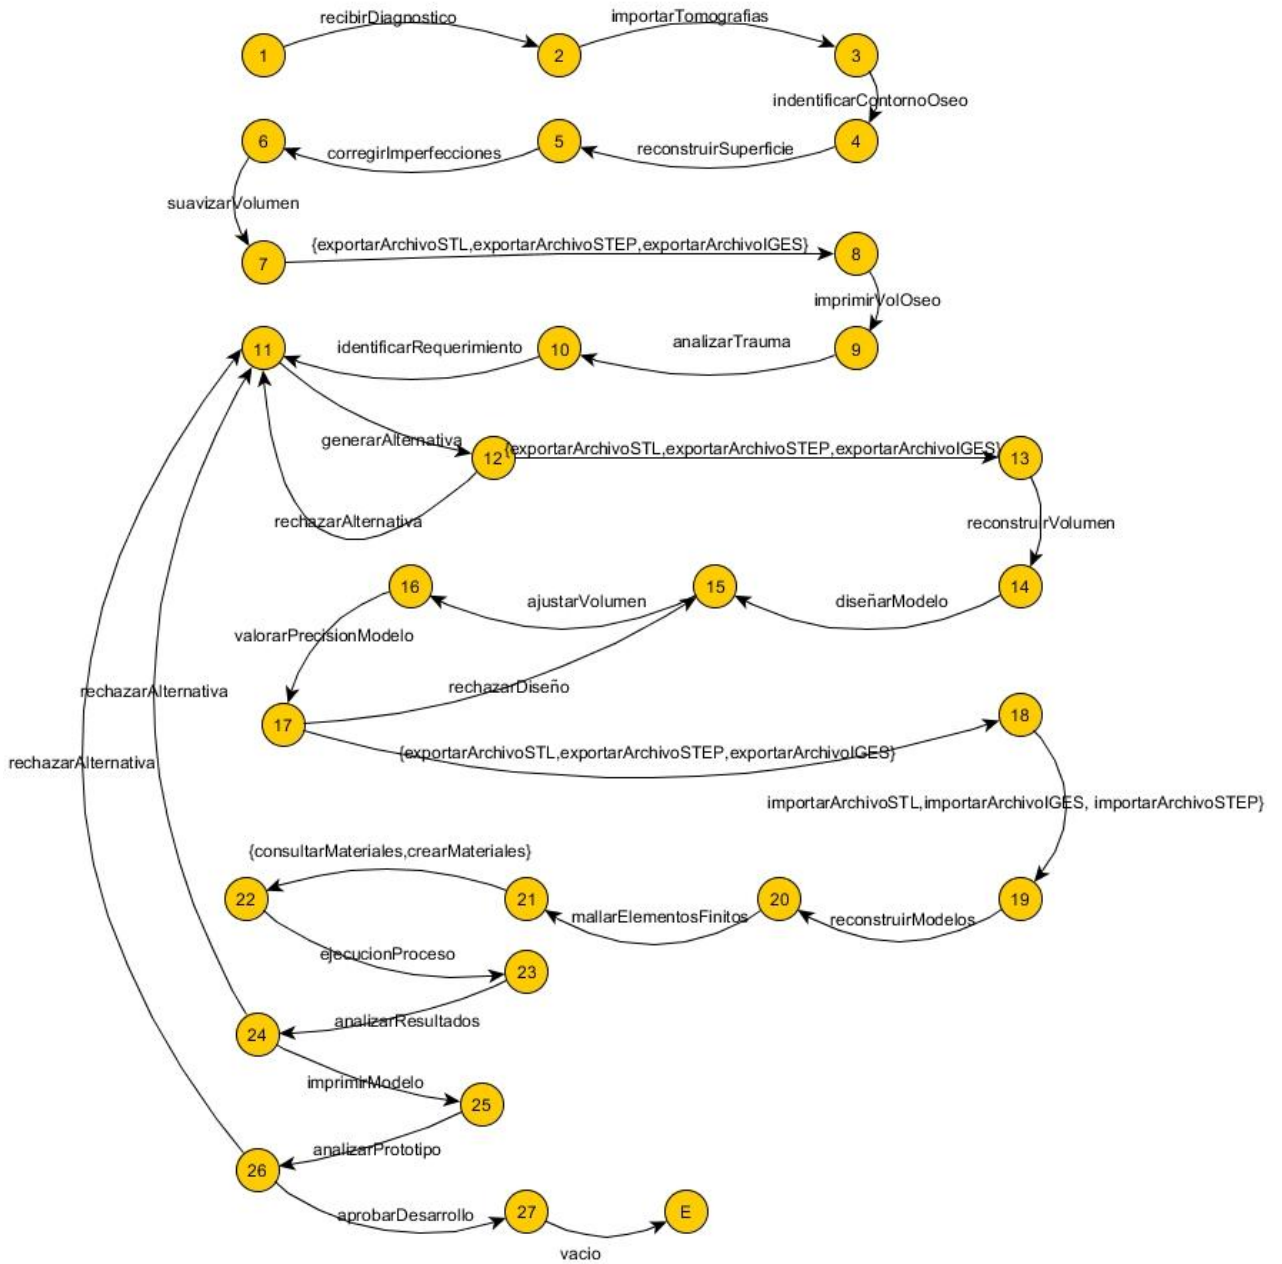 recibirDiagnostico
importarTomografias
1
2
3
indentificarContornoOseo
6
corregirImperfecciones
5
reconstruirSuperficie
4
suavizarVolumen
7
{exportarArchivoSTL,exportarArchivoSTEP,exportarArchivoIGES}
8
imprimirVolOseo
11
identificarRequerimiento
10
analizarTrauma
9
generarAlternativa
12
{exportarArchivoSTL,exportarArchivoSTEP,exportarArchivoIGES}
13
rechazarAlternativa
reconstruirVolumen
16
ajustarVolumen
15
diseñarModelo
14
valorarPrecisionModelo
rechazarAlternativa
rechazarDiseño
17
18
rechazarAlternativa
{exportarArchivoSTL,exportarArchivoSTEP,exportarArchivoIGES}
importarArchivoSTL,importarArchivoIGES, importarArchivoSTEP}
{consultarMateriales,crearMateriales}
22
21
mallarElementosFinitos
20
reconstruirModelos
19
ejecucionProceso
23
analizarResultados
24
imprimirModelo
25
analizarPrototipo
26
aprobarDesarrollo
27
E
vacio